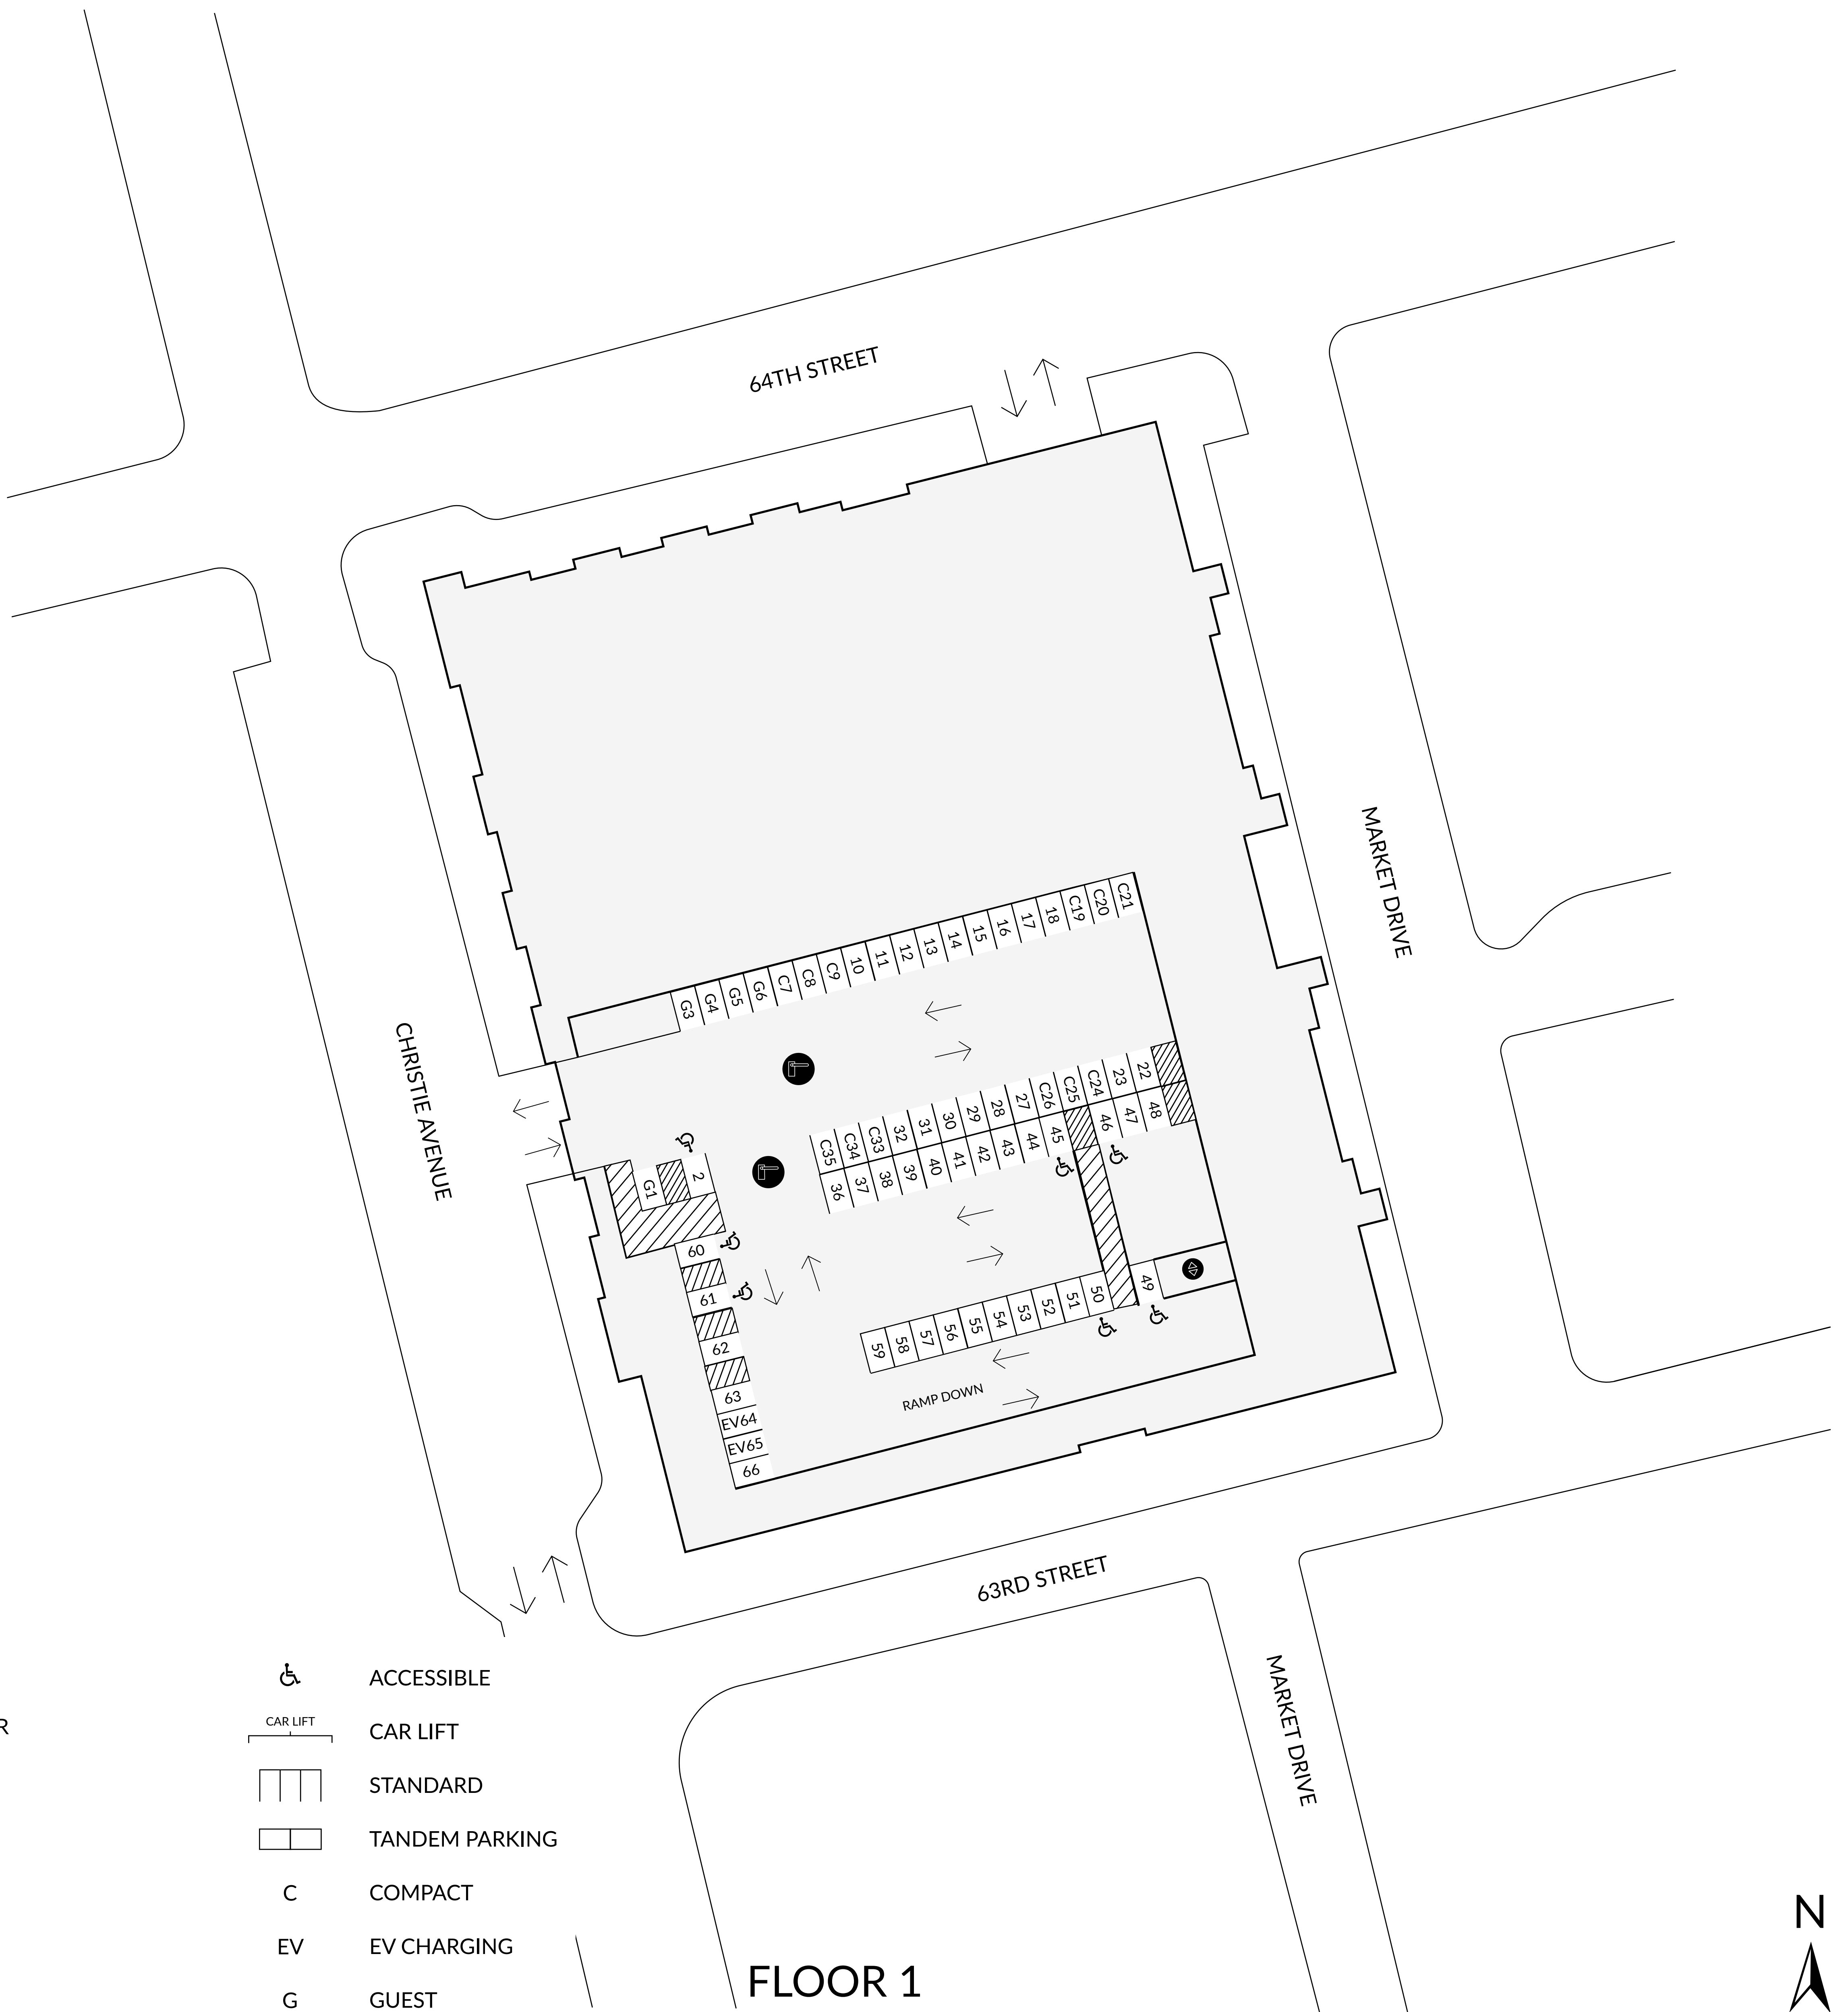 64TH STREET
MARKET DRIVE
CHRISTIE AVENUE
G3 G4 G5 G6 C7 C8 C9 10 11 12 13 14 15 16 17 18 C19 C20 C21
C35 C34 C33 32 31 30 29 28 27 C26 C25 C24 23 22
36 37 38 39 40 41 42 43 44 45 46 47 48
G1 2
60
61
62
63
EV64
EV65
66
59 58 57 56 55 54 53 52 51 50 49
RAMP DOWN
63RD STREET
MARKET DRIVE
ACCESSIBLE
R
CAR LIFT CAR LIFT
STANDARD
TANDEM PARKING
C COMPACT
EV EV CHARGING
G GUEST
FLOOR 1
N